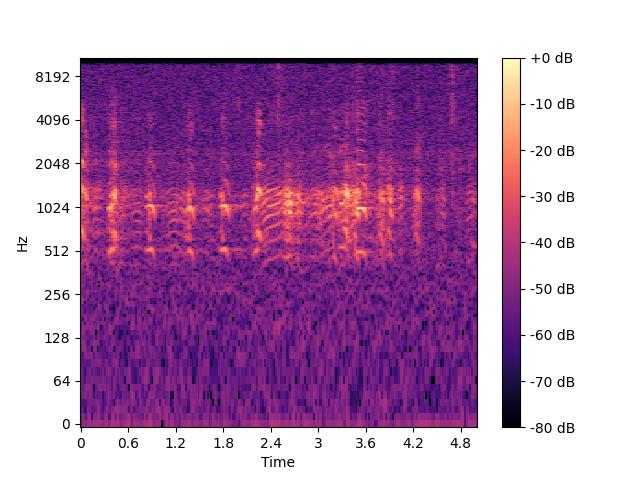 8192
4096
2048
1024
512
256
128
64
0
Hz
0 0.6 1.2 1.8 2.4 3 3.6 4.2 4.8
Time
+0 dB
-10 dB
-20 dB
-30 dB
-40 dB
-50 dB
-60 dB
-70 dB
-80 dB